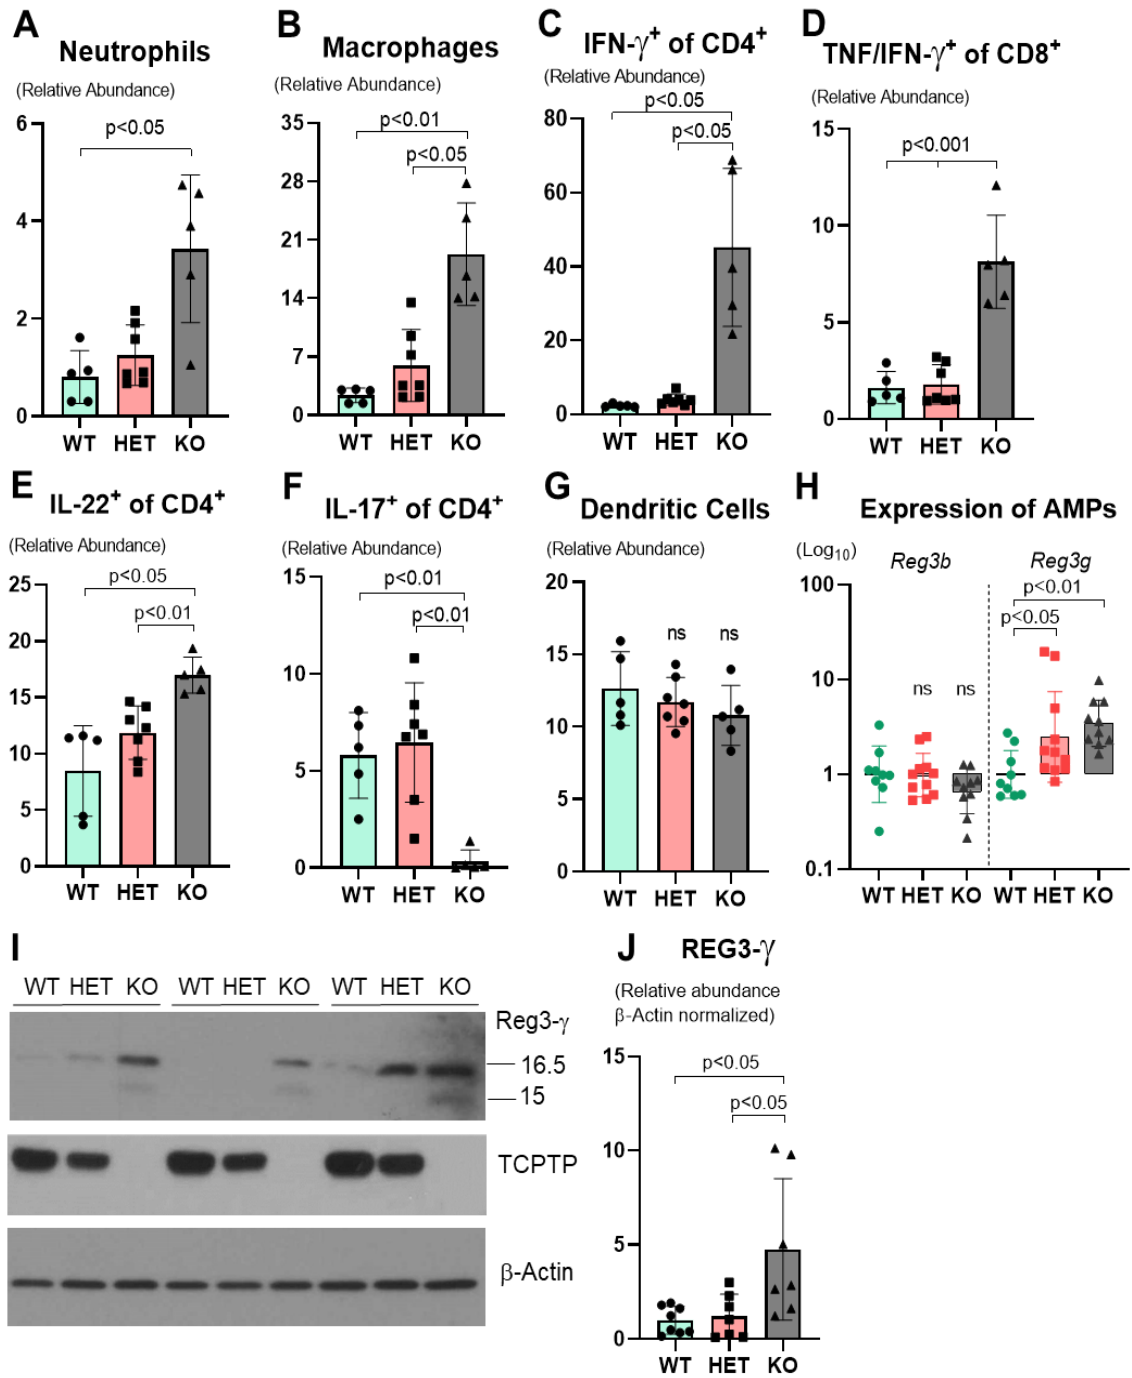 A
Neutrophils
(Relative Abundance)
p<0.05
6
4
2
0
WT HET KO
B
Macrophages
(Relative Abundance)
p<0.01
p<0.05
35
28
21
14
7
0
WT HET KO
C
IFN-γ+ of CD4+
(Relative Abundance)
p<0.05
p<0.05
80
60
40
20
0
WT HET KO
D
TNF/IFN-γ+ of CD8+
(Relative Abundance)
p<0.001
15
10
5
0
WT HET KO
E
IL-22+ of CD4+
(Relative Abundance)
p<0.05
p<0.01
25
20
15
10
5
0
WT HET KO
F
IL-17+ of CD4+
(Relative Abundance)
p<0.01
p<0.01
15
10
5
0
WT HET KO
G
Dendritic Cells
(Relative Abundance)
ns ns
20
15
10
5
0
WT HET KO
H
Expression of AMPs
(Log10)
Reg3b Reg3g
p<0.01
p<0.05
ns ns
100
10
1
0.1
WT HET KO WT HET KO
I
WT HET KO WT HET KO WT HET KO
Reg3-γ
16.5
15
TCPTP
β-Actin
J
REG3-γ
(Relative abundance
β-Actin normalized)
p<0.05
p<0.05
15
10
5
0
WT HET KO